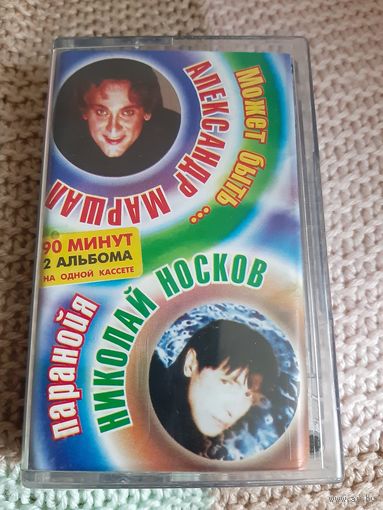 Может быть ...
АЛЕКСАНДР МАРШАЛ
90 МИНУТ
2 АЛЬБОМА
НА ОДНОЙ КАССЕТЕ
паранойя
НИКОЛАЙ НОСКОВ